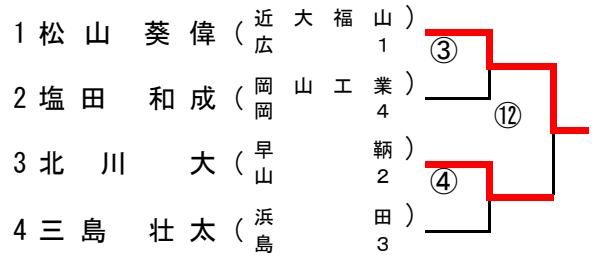 1 松山 葵偉 (近大福山 広1)
③
2 塩田 和成 (岡山工業 岡4)
⑫
3 北川 大 (早鞆 山2)
④
4 三島 壮太 (浜田 島3)